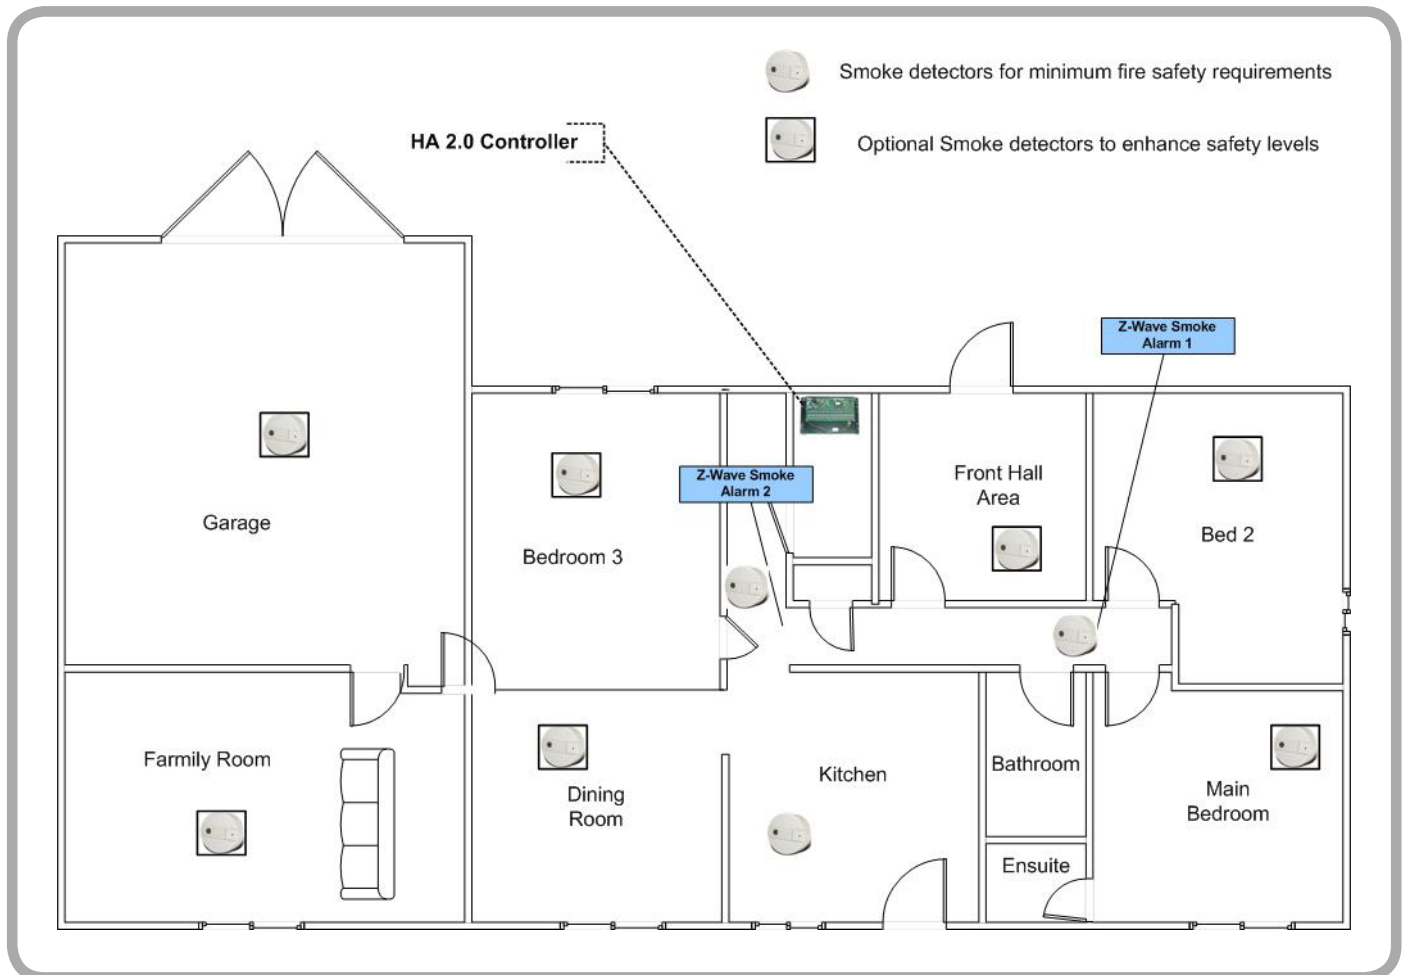 Smoke detectors for minimum fire safety requirements
HA 2.0 Controller
Optional Smoke detectors to enhance safety levels
Z-Wave Smoke
Alarm 1
Z-Wave Smoke
Alarm 2
Front Hall
Area
Garage
Bedroom 3
Bed 2
Farmily Room
Dining
Room
Kitchen
Bathroom
Main
Bedroom
Ensuite